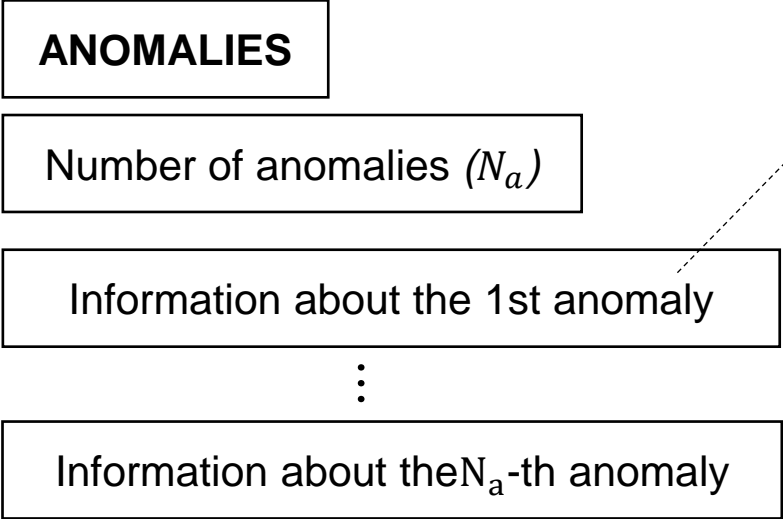 ANOMALIES
Number of anomalies (Nₐ)
Information about the 1st anomaly
⋮
Information about theNₐ-th anomaly